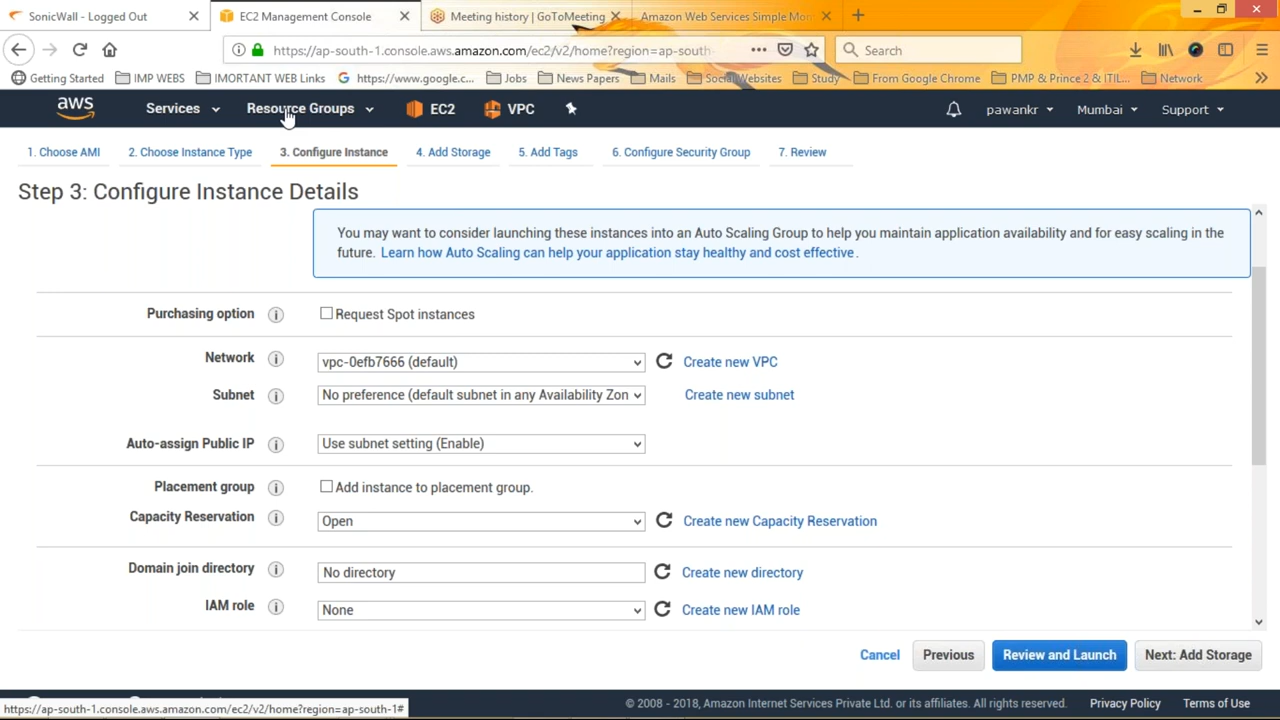 SonicWall - Logged Out
EC2 Management Console
Meeting history | GoToMeeting
Amazon Web Services Simple Mon
https://ap-south-1.console.aws.amazon.com/ec2/v2/home?region=ap-south-
Search
Getting Started
IMP WEBS
IMORTANT WEB Links
https://www.google.c...
Jobs
News Papers
Mails
Social Websites
Study
From Google Chrome
PMP & Prince 2 & ITIL...
Network
aws
Services
Resource Groups
EC2
VPC
pawankr
Mumbai
Support
1. Choose AMI
2. Choose Instance Type
3. Configure Instance
4. Add Storage
5. Add Tags
6. Configure Security Group
7. Review
Step 3: Configure Instance Details
You may want to consider launching these instances into an Auto Scaling Group to help you maintain application availability and for easy scaling in the
future. Learn how Auto Scaling can help your application stay healthy and cost effective.
Purchasing option
Request Spot instances
Network
vpc-0efb7666 (default)
Create new VPC
Subnet
No preference (default subnet in any Availability Zon
Create new subnet
Auto-assign Public IP
Use subnet setting (Enable)
Placement group
Add instance to placement group.
Capacity Reservation
Open
Create new Capacity Reservation
Domain join directory
No directory
Create new directory
IAM role
None
Create new IAM role
Cancel
Previous
Review and Launch
Next: Add Storage
https://ap-south-1.console.aws.amazon.com/ec2/v2/home?region=ap-south-1#
© 2008 - 2018, Amazon Internet Services Private Ltd. or its affiliates. All rights reserved.
Privacy Policy
Terms of Use